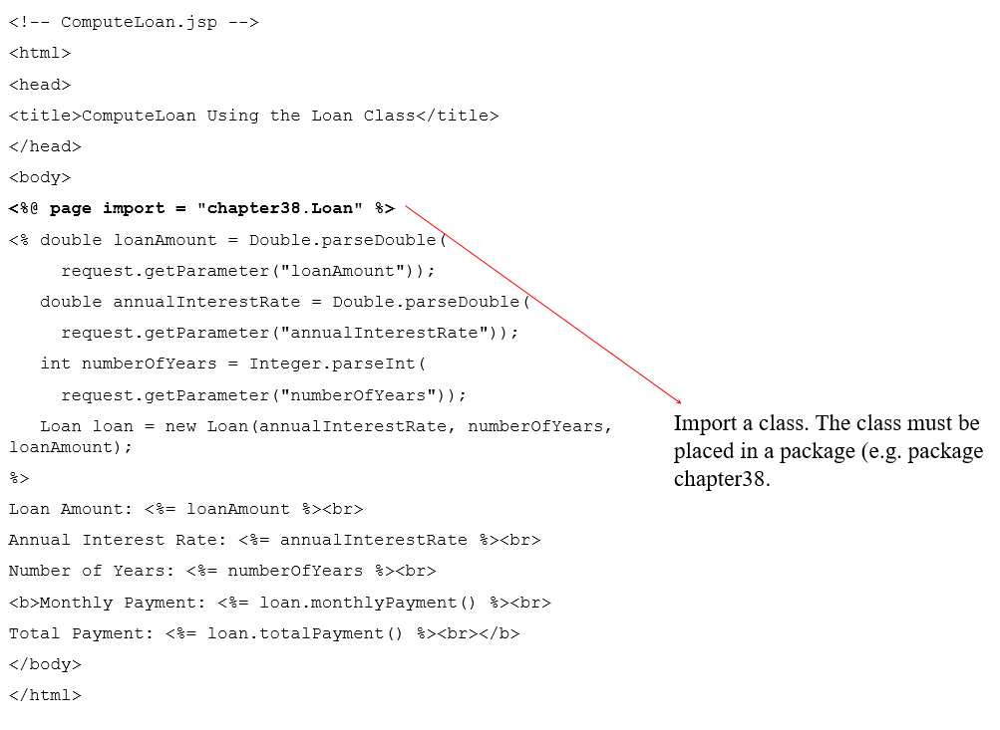 <!-- ComputeLoan.jsp -->
<html>
<head>
<title>ComputeLoan Using the Loan Class</title>
</head>
<body>
<%@ page import = "chapter38.Loan" %>
<% double loanAmount = Double.parseDouble(
     request.getParameter("loanAmount"));
   double annualInterestRate = Double.parseDouble(
     request.getParameter("annualInterestRate"));
   int numberOfYears = Integer.parseInt(
     request.getParameter("numberOfYears"));
   Loan loan = new Loan(annualInterestRate, numberOfYears,
loanAmount);
%>
Loan Amount: <%= loanAmount %><br>
Annual Interest Rate: <%= annualInterestRate %><br>
Number of Years: <%= numberOfYears %><br>
<b>Monthly Payment: <%= loan.monthlyPayment() %><br>
Total Payment: <%= loan.totalPayment() %><br></b>
</body>
</html>
Import a class. The class must be
placed in a package (e.g. package
chapter38.